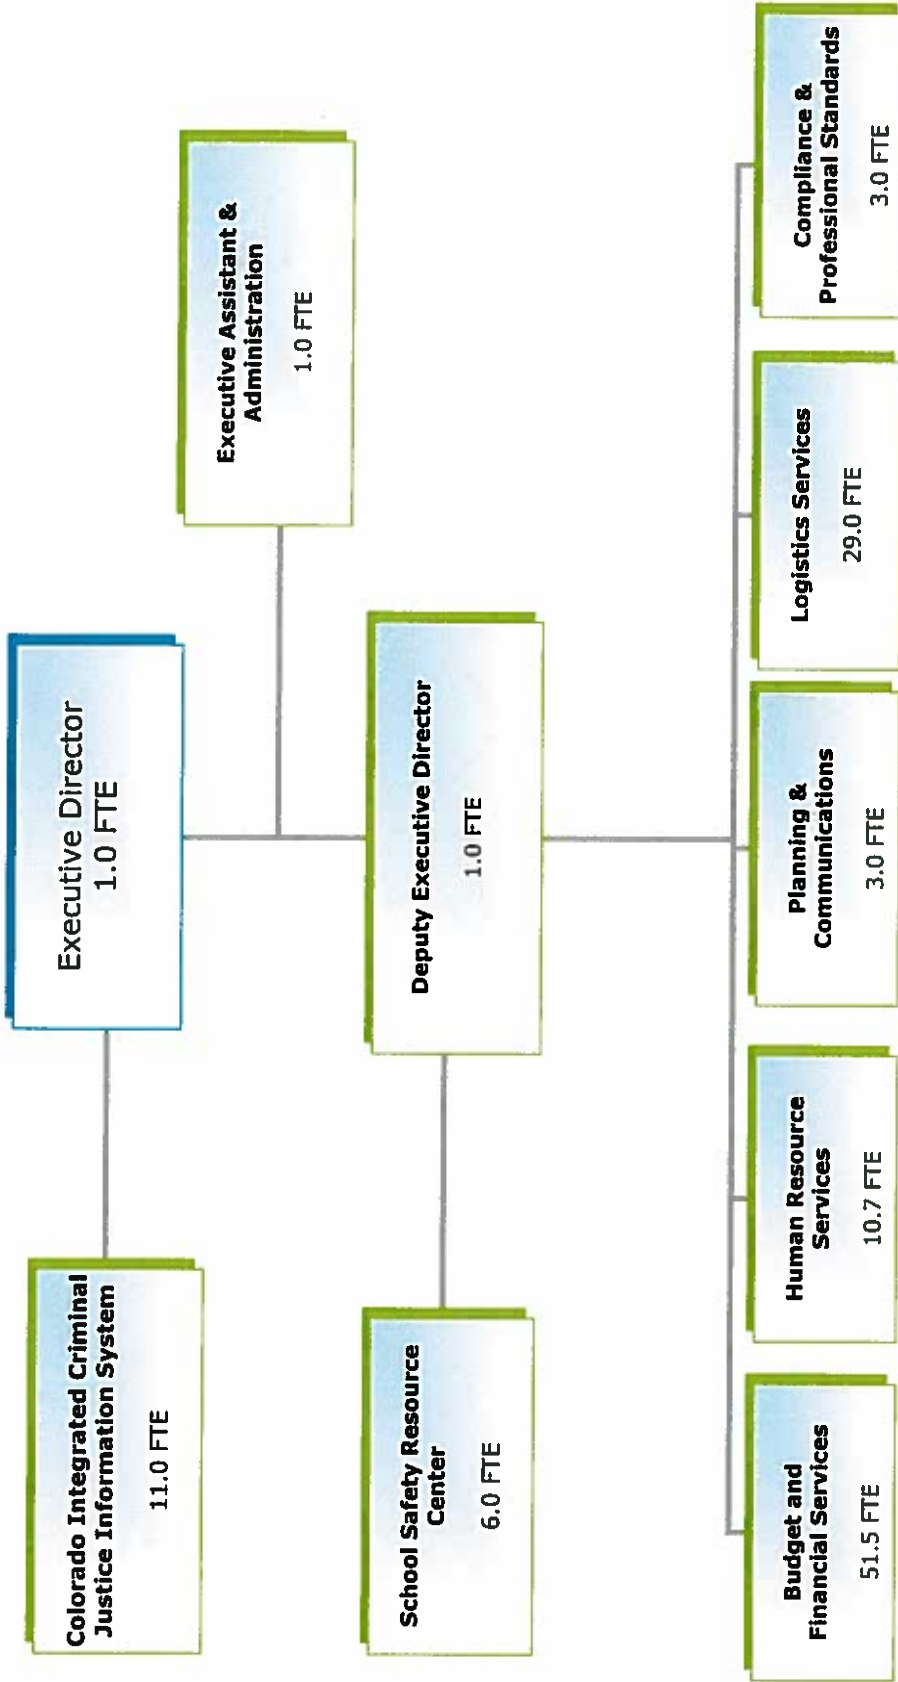 Executive Director
1.0 FTE
Colorado Integrated Criminal
Justice Information System
11.0 FTE
Executive Assistant &
Administration
1.0 FTE
School Safety Resource
Center
6.0 FTE
Deputy Executive Director
1.0 FTE
Budget and
Financial Services
51.5 FTE
Human Resource
Services
10.7 FTE
Planning &
Communications
3.0 FTE
Logistics Services
29.0 FTE
Compliance &
Professional Standards
3.0 FTE